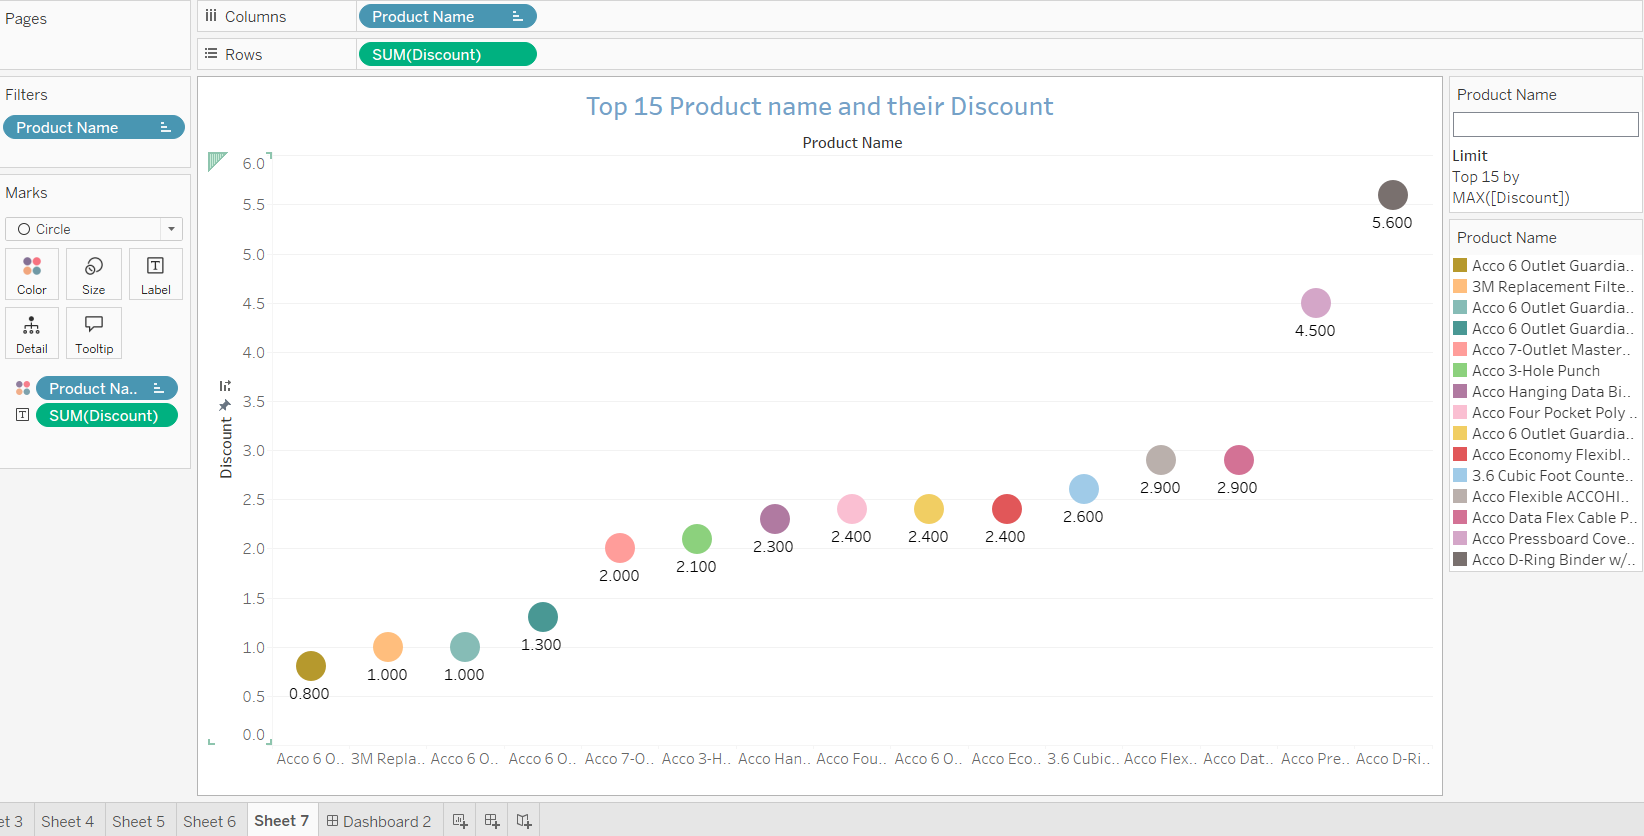 Pages
Columns
Product Name
Rows
SUM(Discount)
Filters
Product Name
Marks
Circle
Color
Size
Label
Detail
Tooltip
Product Na..
SUM(Discount)
Top 15 Product name and their Discount
Product Name
Discount
6.0
5.5
5.0
4.5
4.0
3.5
3.0
2.5
2.0
1.5
1.0
0.5
0.0
0.800
1.000
1.000
1.300
2.000
2.100
2.300
2.400
2.400
2.400
2.600
2.900
2.900
4.500
5.600
Acco 6 O.. 3M Repla.. Acco 6 O.. Acco 6 O.. Acco 7-O.. Acco 3-H.. Acco Han.. Acco Fou.. Acco 6 O.. Acco Eco.. 3.6 Cubic.. Acco Flex.. Acco Dat.. Acco Pre.. Acco D-Ri..
Product Name
Limit
Top 15 by
MAX([Discount])
Product Name
Acco 6 Outlet Guardia..
3M Replacement Filte..
Acco 6 Outlet Guardia..
Acco 6 Outlet Guardia..
Acco 7-Outlet Master..
Acco 3-Hole Punch
Acco Hanging Data Bi..
Acco Four Pocket Poly ..
Acco 6 Outlet Guardia..
Acco Economy Flexibl..
3.6 Cubic Foot Counte..
Acco Flexible ACCOHI..
Acco Data Flex Cable P..
Acco Pressboard Cove..
Acco D-Ring Binder w/..
et 3
Sheet 4
Sheet 5
Sheet 6
Sheet 7
Dashboard 2